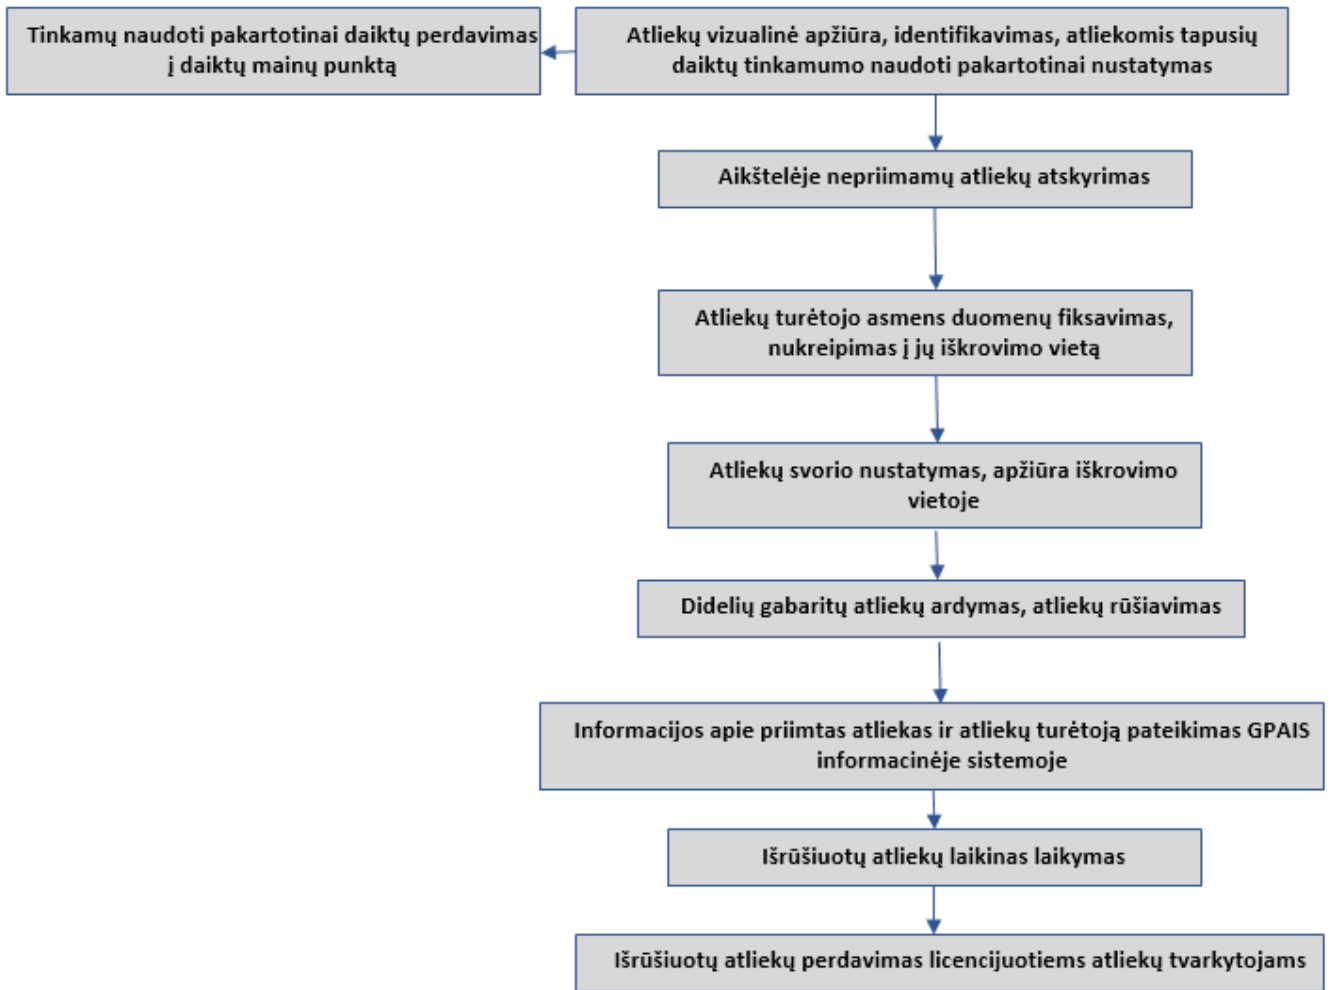 Tinkamų naudoti pakartotinai daiktų perdavimas
į daiktų mainų punktą
Atliekų vizualinė apžiūra, identifikavimas, atliekomis tapusių
daiktų tinkamumo naudoti pakartotinai nustatymas
Aikštelėje nepriimamų atliekų atskyrimas
Atliekų turėtojo asmens duomenų fiksavimas,
nukreipimas į jų iškrovimo vietą
Atliekų svorio nustatymas, apžiūra iškrovimo
vietoje
Didelių gabaritų atliekų ardymas, atliekų rūšiavimas
Informacijos apie priimtas atliekas ir atliekų turėtoją pateikimas GPAIS
informacinėje sistemoje
Išrūšiuotų atliekų laikinas laikymas
Išrūšiuotų atliekų perdavimas licencijuotiems atliekų tvarkytojams